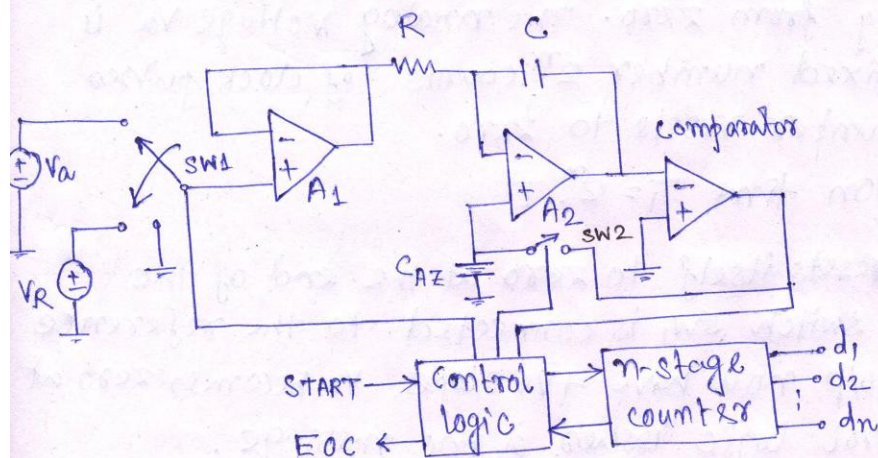 R
C
comparator
Va
SW1
A1
A2
SW2
CAZ
VR
START
EOC
control logic
n-stage counter
d1
d2
dn